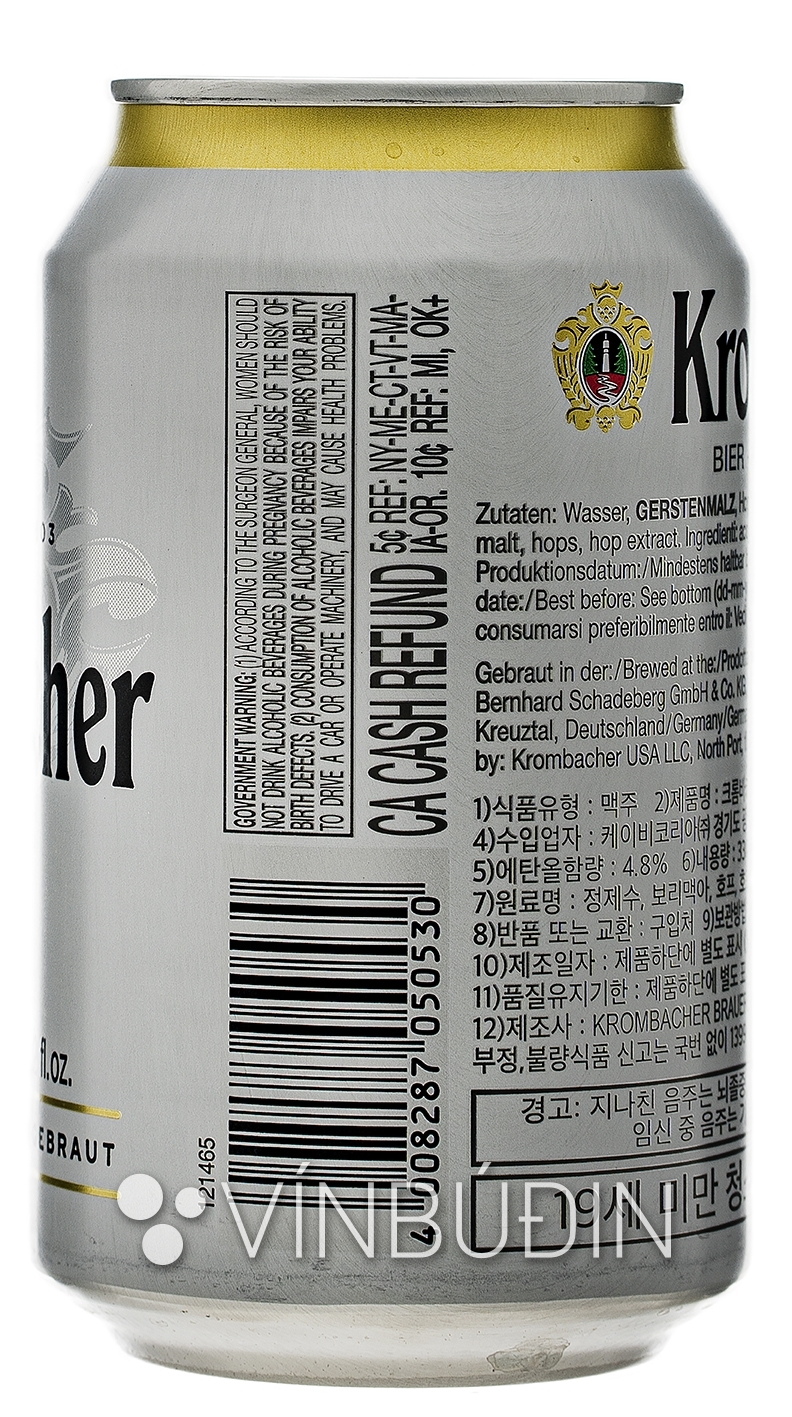 her
fl.oz.
EBRAUT
GOVERNMENT WARNING: (1) ACCORDING TO THE SURGEON GENERAL, WOMEN SHOULD
NOT DRINK ALCOHOLIC BEVERAGES DURING PREGNANCY BECAUSE OF THE RISK OF
BIRTH DEFECTS. (2) CONSUMPTION OF ALCOHOLIC BEVERAGES IMPAIRS YOUR ABILITY
TO DRIVE A CAR OR OPERATE MACHINERY, AND MAY CAUSE HEALTH PROBLEMS.
CA CASH REFUND
5¢ REF: NY-ME-CT-VT-MA-
IA-OR. 10¢ REF: MI, OK+
121465
4 008287 050530
Kro
BIER
Zutaten: Wasser, GERSTENMALZ,
malt, hops, hop extract. Ingredienti:
Produktionsdatum:/Mindestens haltbar
date:/Best before: See bottom (dd-mm-
consumarsi preferibilmente entro il:
Gebraut in der:/Brewed at the:/
Bernhard Schadeberg GmbH & Co.
Kreuztal, Deutschland/Germany/
by: Krombacher USA LLC, North Port,
1)식품유형 : 맥주 2)제품명 :
4)수입업자 : 케이비코리아㈜ 경기도
5)에탄올함량 : 4.8% 6)내용량 :
7)원료명 : 정제수, 보리맥아, 호프,
8)반품 또는 교환 : 구입처 9)보관방법
10)제조일자 : 제품하단에 별도 표시
11)품질유지기한 : 제품하단에 별도
12)제조사 : KROMBACHER
부정,불량식품 신고는 국번 없이 1399
경고: 지나친 음주는
임신 중 음주는
19세 미만
VÍNBÚÐIN